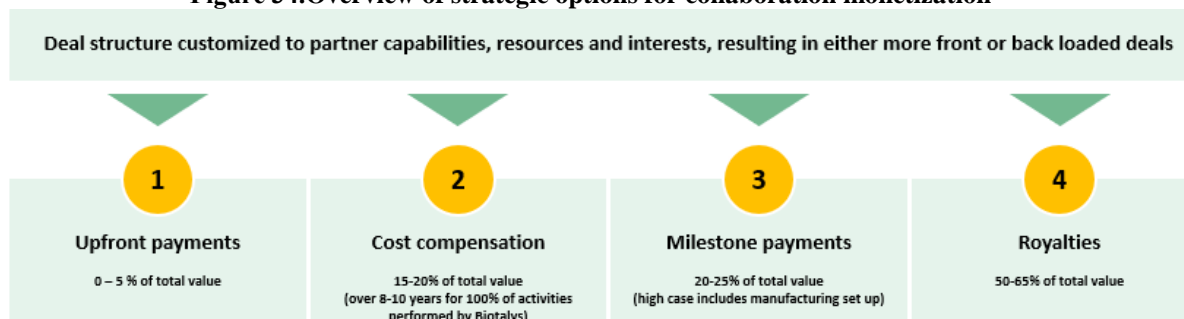 Deal structure customized to partner capabilities, resources and interests, resulting in either more front or back loaded deals
1
2
3
4
Upfront payments
Cost compensation
Milestone payments
Royalties
0 – 5 % of total value
15-20% of total value
(over 8-10 years for 100% of activities
performed by Biotalys)
20-25% of total value
(high case includes manufacturing set up)
50-65% of total value